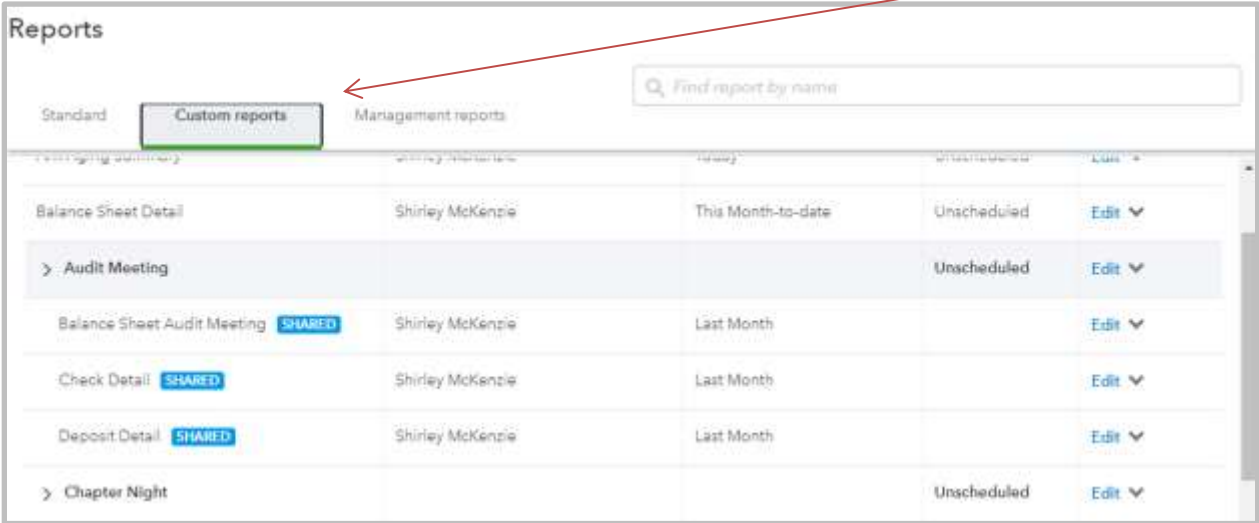 Reports
Find report by name
Standard Custom reports Management reports
Balance Sheet Detail Shirley McKenzie This Month-to-date Unscheduled Edit
Audit Meeting Unscheduled Edit
Balance Sheet Audit Meeting SHARED Shirley McKenzie Last Month Edit
Check Detail SHARED Shirley McKenzie Last Month Edit
Deposit Detail SHARED Shirley McKenzie Last Month Edit
Chapter Night Unscheduled Edit